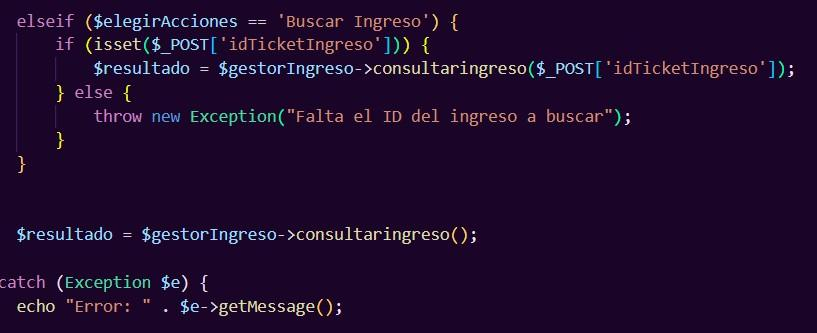 elseif ($elegirAcciones == 'Buscar Ingreso') {
if (isset($_POST['idTicketIngreso'])) {
$resultado = $gestorIngreso->consultaringreso($_POST['idTicketIngreso']);
} else {
throw new Exception("Falta el ID del ingreso a buscar");
}
}
$resultado = $gestorIngreso->consultaringreso();
catch (Exception $e) {
echo "Error: " . $e->getMessage();